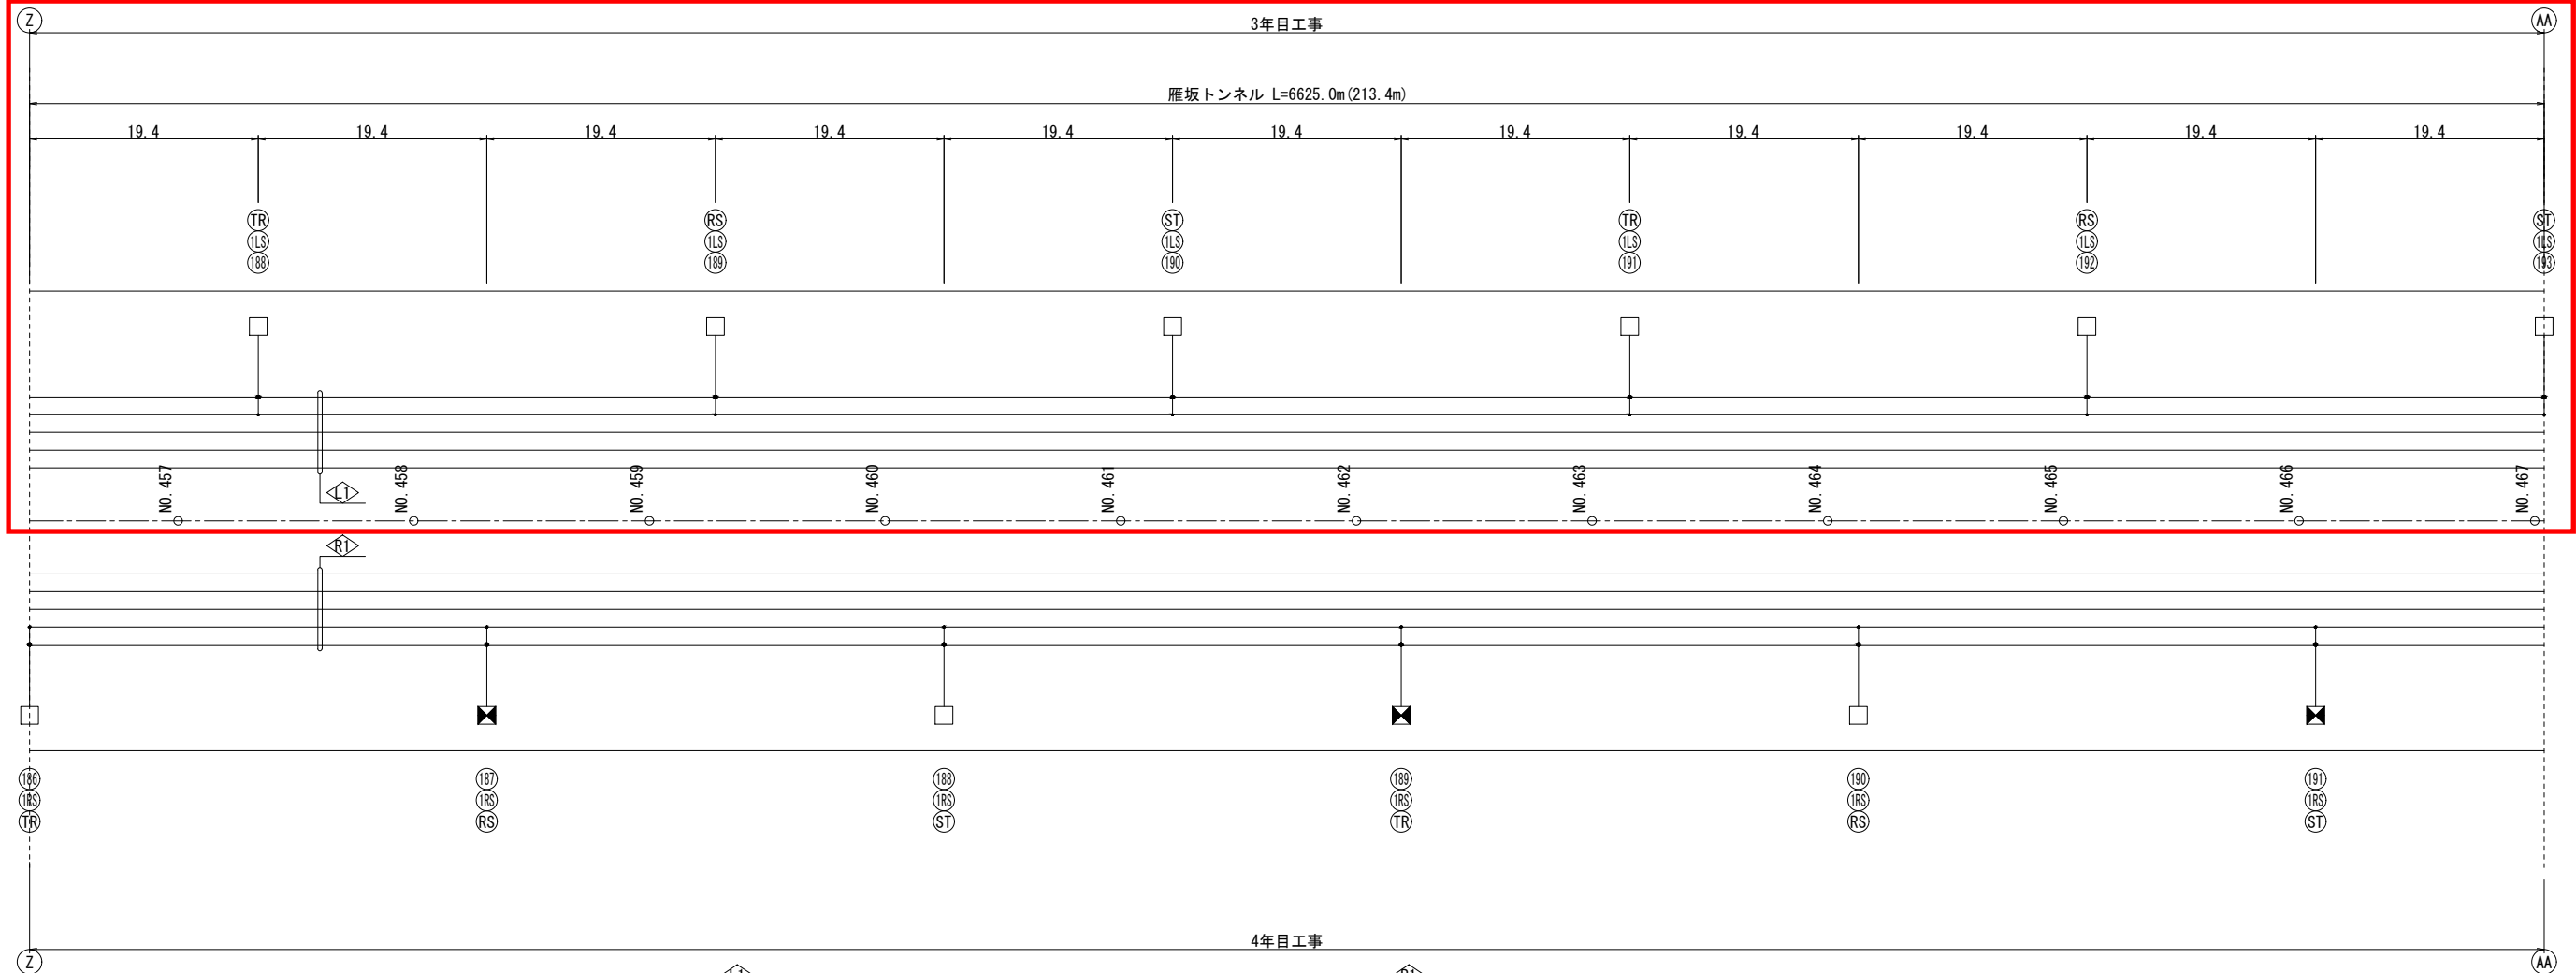 Z 3年目工事 AA
雁坂トンネル L=6625.0m(213.4m)
19.4 19.4 19.4 19.4 19.4 19.4 19.4 19.4 19.4 19.4 19.4
TR RS ST TR RS ST
1LS 1LS 1LS 1LS 1LS 1LS
188 189 190 191 192 193
NO.457 NO.458 NO.459 NO.460 NO.461 NO.462 NO.463 NO.464 NO.465 NO.466 NO.467
L1
R1
186 187 188 189 190 191
1RS 1RS 1RS 1RS 1RS 1RS
TR RS ST TR RS ST
4年目工事
Z AA
L1 R1